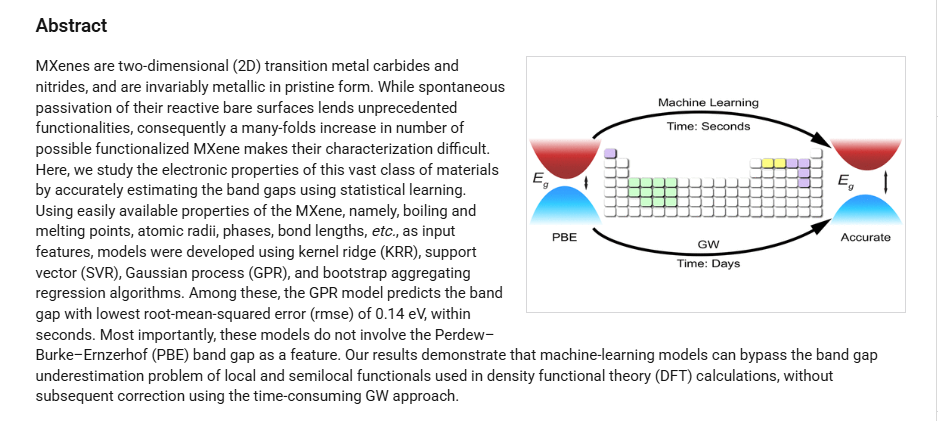 Abstract
MXenes are two-dimensional (2D) transition metal carbides and
nitrides, and are invariably metallic in pristine form. While spontaneous
passivation of their reactive bare surfaces lends unprecedented
functionalities, consequently a many-folds increase in number of
possible functionalized MXene makes their characterization difficult.
Here, we study the electronic properties of this vast class of materials
by accurately estimating the band gaps using statistical learning.
Using easily available properties of the MXene, namely, boiling and
melting points, atomic radii, phases, bond lengths, etc., as input
features, models were developed using kernel ridge (KRR), support
vector (SVR), Gaussian process (GPR), and bootstrap aggregating
regression algorithms. Among these, the GPR model predicts the band
gap with lowest root-mean-squared error (rmse) of 0.14 eV, within
seconds. Most importantly, these models do not involve the Perdew–
Burke–Ernzerhof (PBE) band gap as a feature. Our results demonstrate that machine-learning models can bypass the band gap
underestimation problem of local and semilocal functionals used in density functional theory (DFT) calculations, without
subsequent correction using the time-consuming GW approach.
Machine Learning
Time: Seconds
Eg
Eg
PBE
Accurate
GW
Time: Days